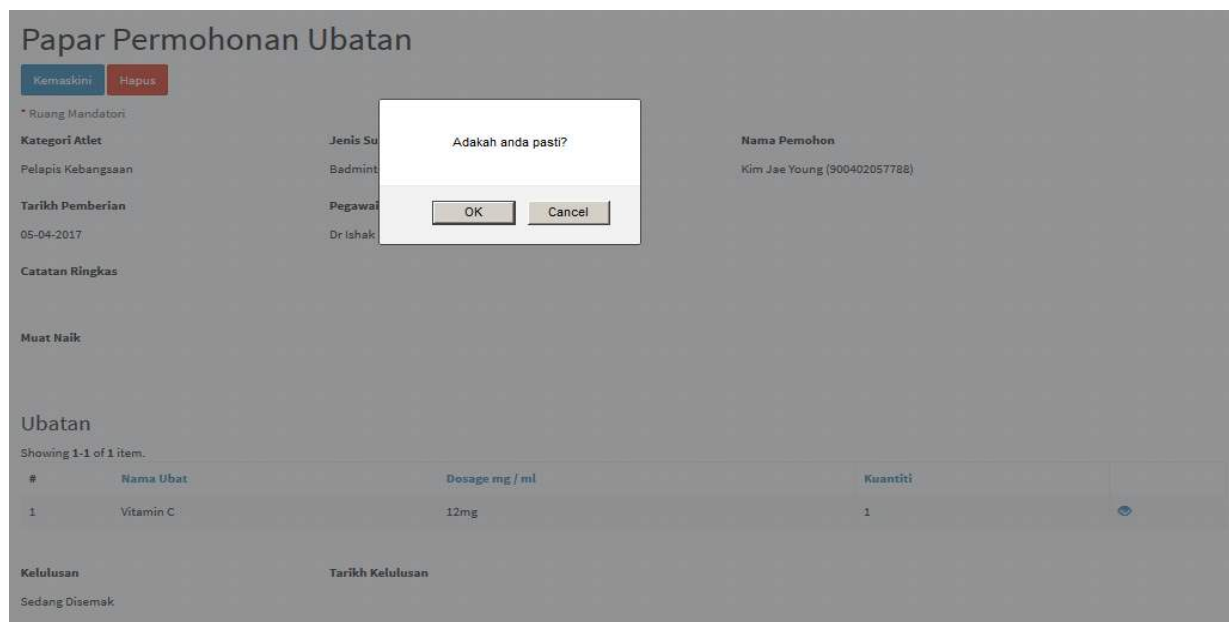 Papar Permohonan Ubatan
Kemaskini Hapus
* Ruang Mandatori
Kategori Atlet Jenis Su Nama Pemohon
Adakah anda pasti?
Pelapis Kebangsaan Badmint Kim Jae Young (900402057788)
Tarikh Pemberian Pegawai
OK Cancel
05-04-2017 Dr Ishak
Catatan Ringkas
Muat Naik
Ubatan
Showing 1-1 of 1 item.
# Nama Ubat Dosage mg / ml Kuantiti
1 Vitamin C 12mg 1
Kelulusan Tarikh Kelulusan
Sedang Disemak